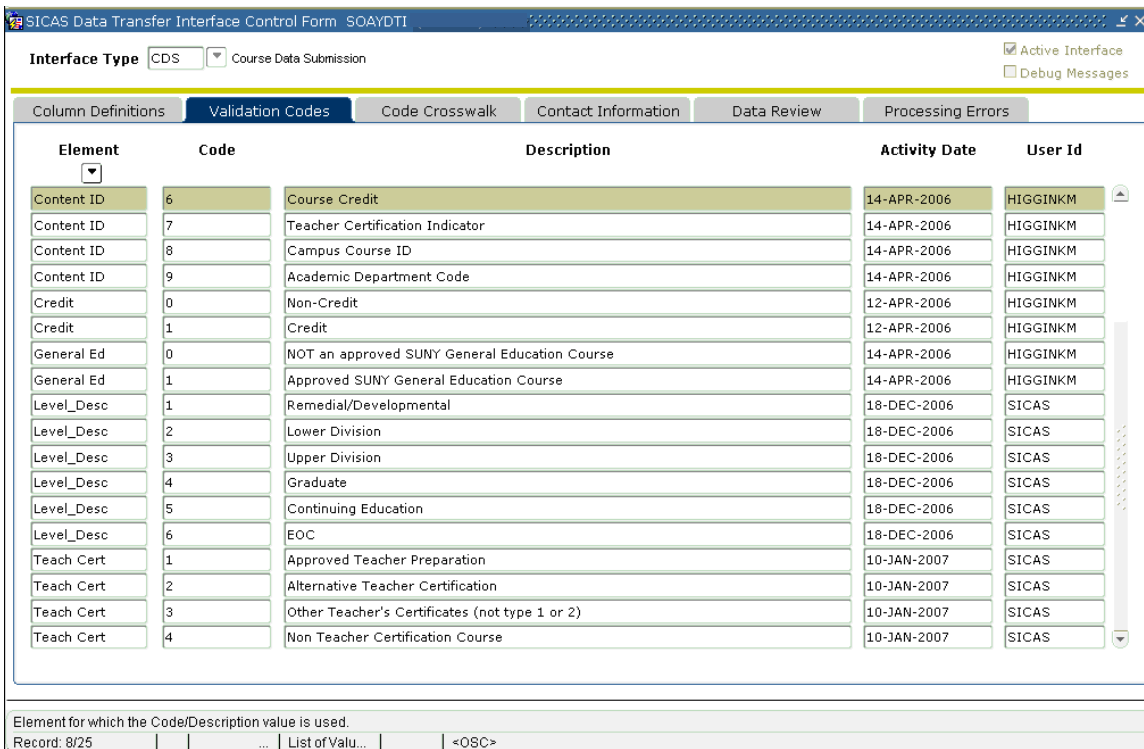 SICAS Data Transfer Interface Control Form SOAYDTI
Interface Type CDS Course Data Submission
Active Interface
Debug Messages
Column Definitions Validation Codes Code Crosswalk Contact Information Data Review Processing Errors
Element Code Description Activity Date User Id
Content ID 6 Course Credit 14-APR-2006 HIGGINKM
Content ID 7 Teacher Certification Indicator 14-APR-2006 HIGGINKM
Content ID 8 Campus Course ID 14-APR-2006 HIGGINKM
Content ID 9 Academic Department Code 14-APR-2006 HIGGINKM
Credit 0 Non-Credit 12-APR-2006 HIGGINKM
Credit 1 Credit 12-APR-2006 HIGGINKM
General Ed 0 NOT an approved SUNY General Education Course 14-APR-2006 HIGGINKM
General Ed 1 Approved SUNY General Education Course 14-APR-2006 HIGGINKM
Level_Desc 1 Remedial/Developmental 18-DEC-2006 SICAS
Level_Desc 2 Lower Division 18-DEC-2006 SICAS
Level_Desc 3 Upper Division 18-DEC-2006 SICAS
Level_Desc 4 Graduate 18-DEC-2006 SICAS
Level_Desc 5 Continuing Education 18-DEC-2006 SICAS
Level_Desc 6 EOC 18-DEC-2006 SICAS
Teach Cert 1 Approved Teacher Preparation 10-JAN-2007 SICAS
Teach Cert 2 Alternative Teacher Certification 10-JAN-2007 SICAS
Teach Cert 3 Other Teacher's Certificates (not type 1 or 2) 10-JAN-2007 SICAS
Teach Cert 4 Non Teacher Certification Course 10-JAN-2007 SICAS
Element for which the Code/Description value is used.
Record: 8/25 ... List of Valu... <OSC>